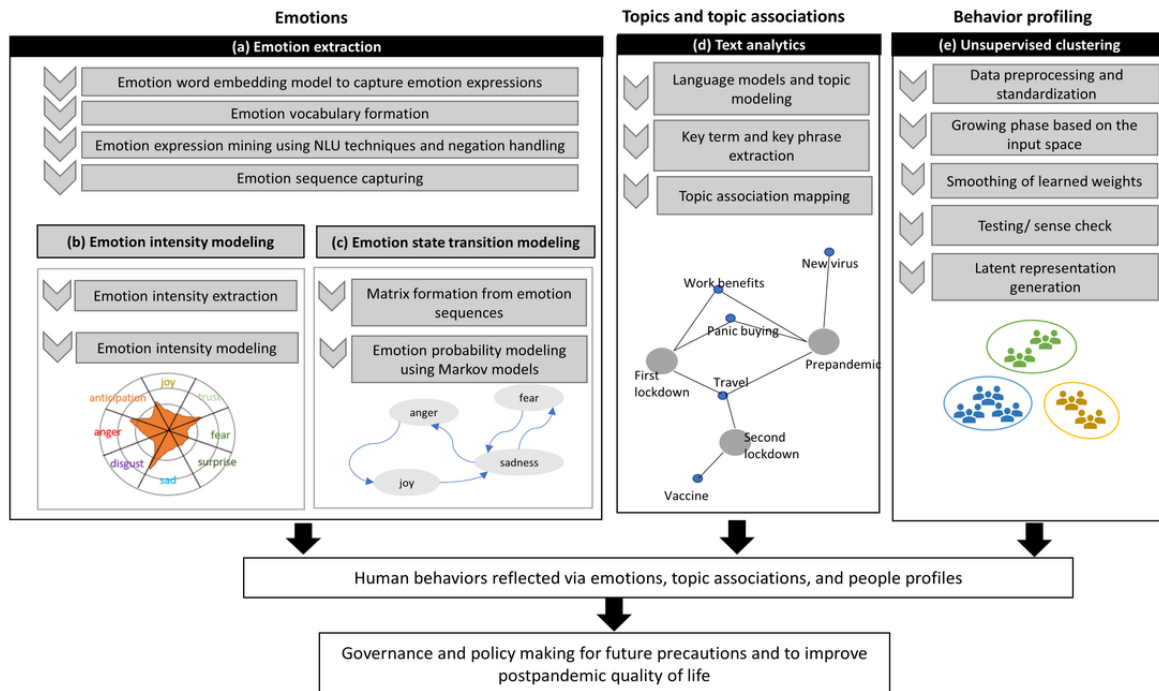 Emotions
Topics and topic associations
Behavior profiling
(a) Emotion extraction
Emotion word embedding model to capture emotion expressions
Emotion vocabulary formation
Emotion expression mining using NLU techniques and negation handling
Emotion sequence capturing
(b) Emotion intensity modeling
Emotion intensity extraction
Emotion intensity modeling
joy
anticipation
trust
anger
fear
disgust
surprise
sad
(c) Emotion state transition modeling
Matrix formation from emotion
sequences
Emotion probability modeling
using Markov models
fear
anger
sadness
joy
(d) Text analytics
Language models and topic
modeling
Key term and key phrase
extraction
Topic association mapping
New virus
Work benefits
Panic buying
Prepandemic
First
lockdown
Travel
Second
lockdown
Vaccine
(e) Unsupervised clustering
Data preprocessing and
standardization
Growing phase based on the
input space
Smoothing of learned weights
Testing/ sense check
Latent representation
generation
Human behaviors reflected via emotions, topic associations, and people profiles
Governance and policy making for future precautions and to improve
postpandemic quality of life